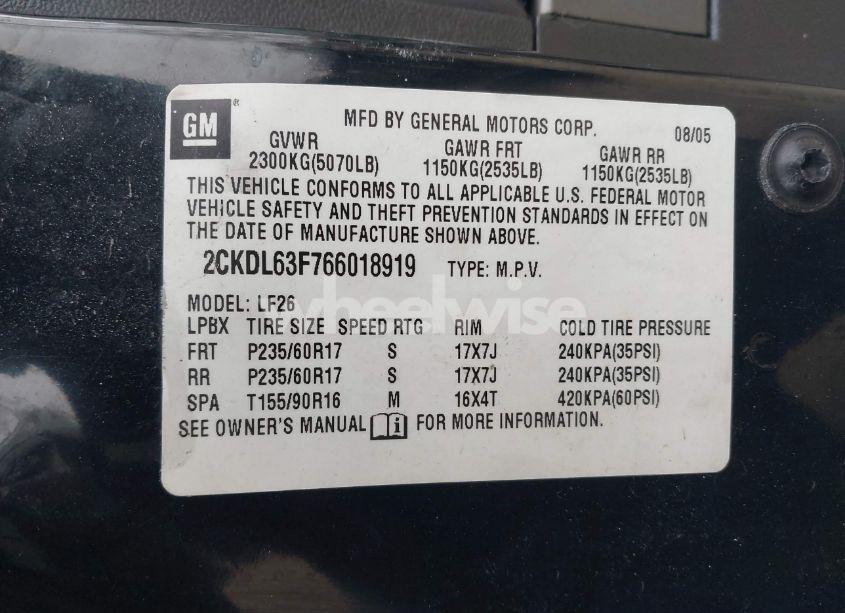 GM ®
MFD BY GENERAL MOTORS CORP. 08/05
GVWR GAWR FRT GAWR RR
2300KG(5070LB) 1150KG(2535LB) 1150KG(2535LB)
THIS VEHICLE CONFORMS TO ALL APPLICABLE U.S. FEDERAL MOTOR
VEHICLE SAFETY AND THEFT PREVENTION STANDARDS IN EFFECT ON
THE DATE OF MANUFACTURE SHOWN ABOVE.
2CKDL63F766018919 TYPE: M.P.V.
wheelwise
MODEL: LF26
LPBX TIRE SIZE SPEED RTG RIM COLD TIRE PRESSURE
FRT P235/60R17 S 17X7J 240KPA(35PSI)
RR P235/60R17 S 17X7J 240KPA(35PSI)
SPA T155/90R16 M 16X4T 420KPA(60PSI)
SEE OWNER'S MANUAL i FOR MORE INFORMATION.